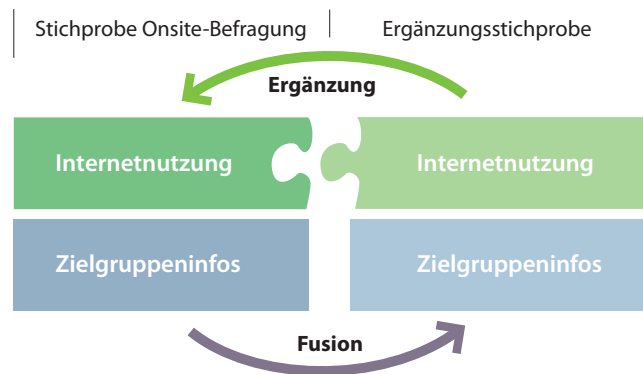 Stichprobe Onsite-Befragung
Ergänzungsstichprobe
Ergänzung
Internetnutzung
Internetnutzung
Zielgruppeninfos
Zielgruppeninfos
Fusion